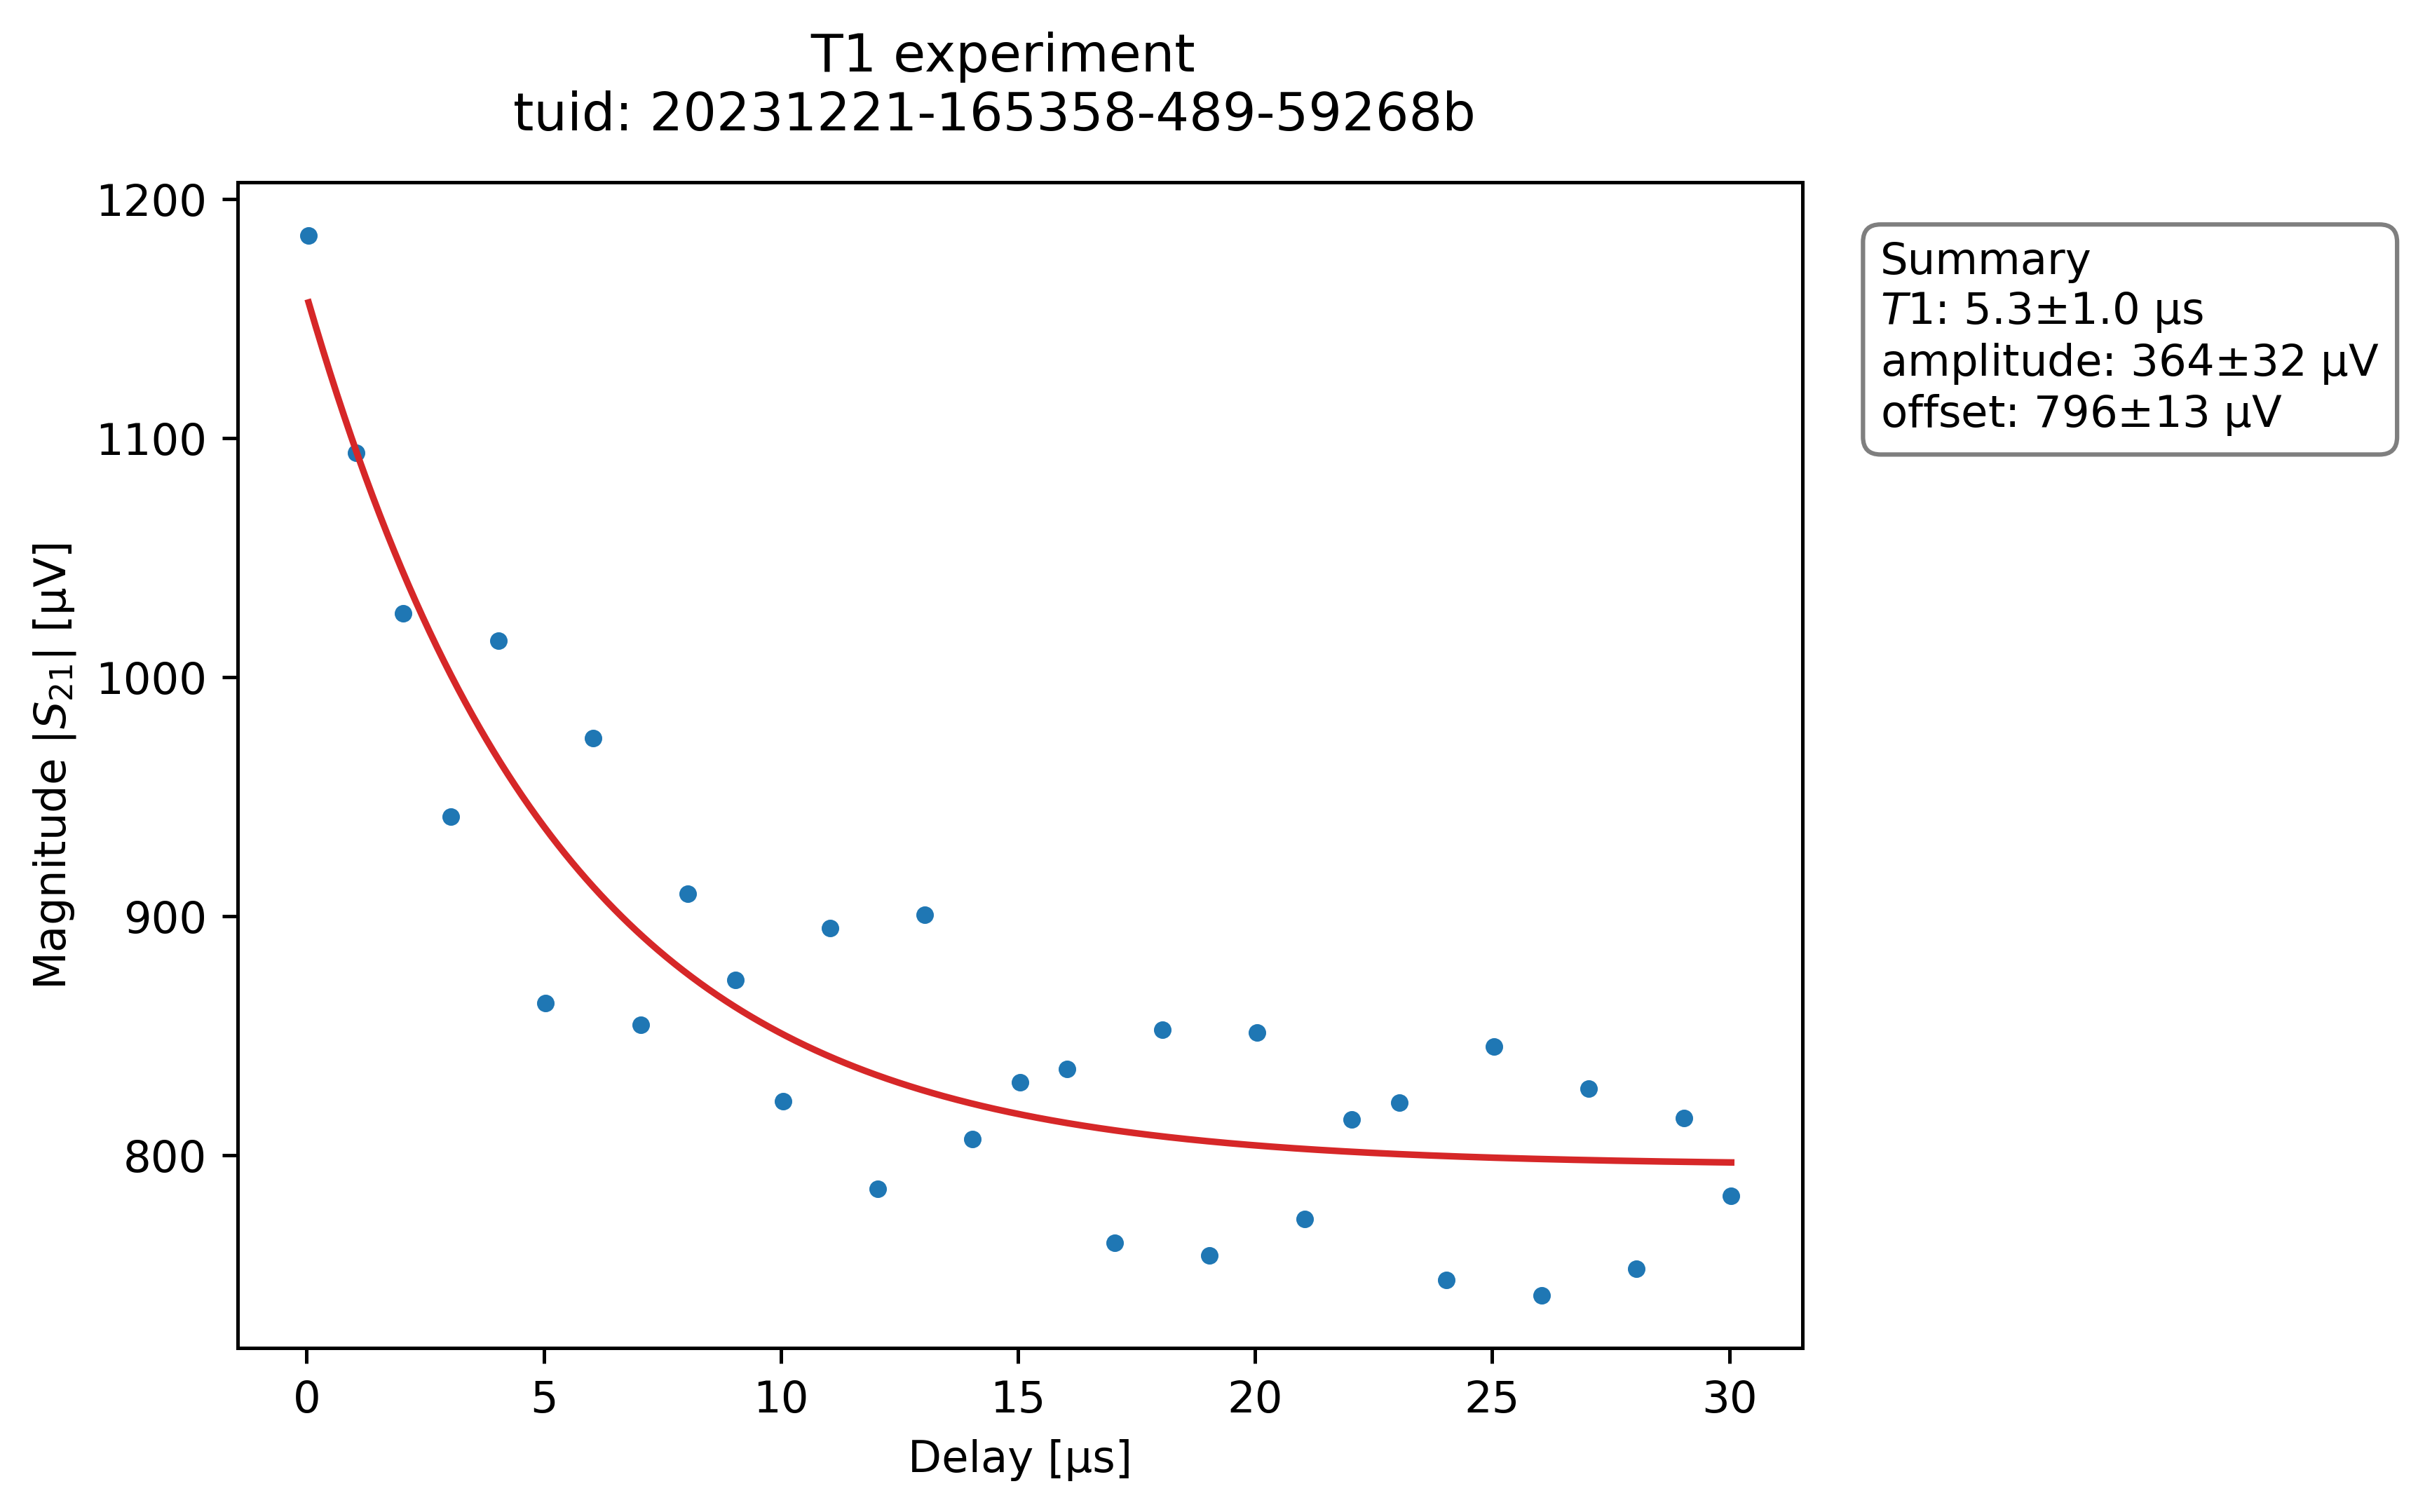 T1 experiment
tuid: 20231221-165358-489-59268b
Summary
T1: 5.3±1.0 µs
amplitude: 364±32 µV
offset: 796±13 µV
Magnitude |S21| [µV]
1200
1100
1000
900
800
0 5 10 15 20 25 30
Delay [µs]